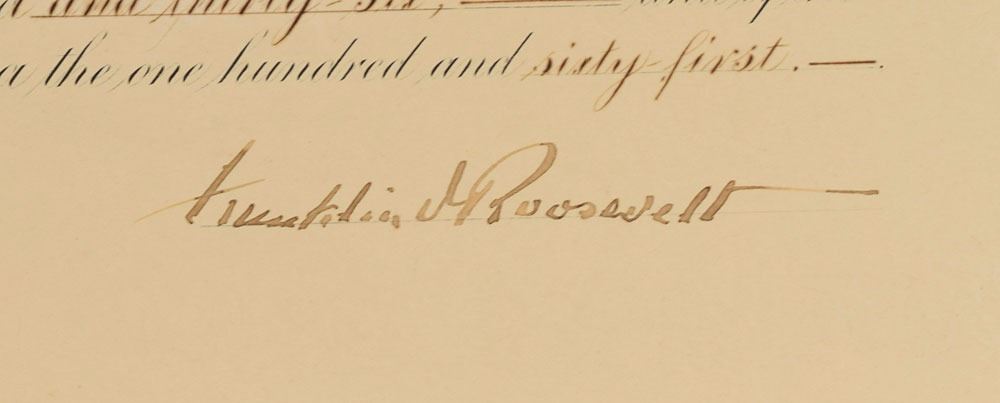 and thirty-six,
a the one hundred and sixty-first. —.
Franklin D Roosevelt